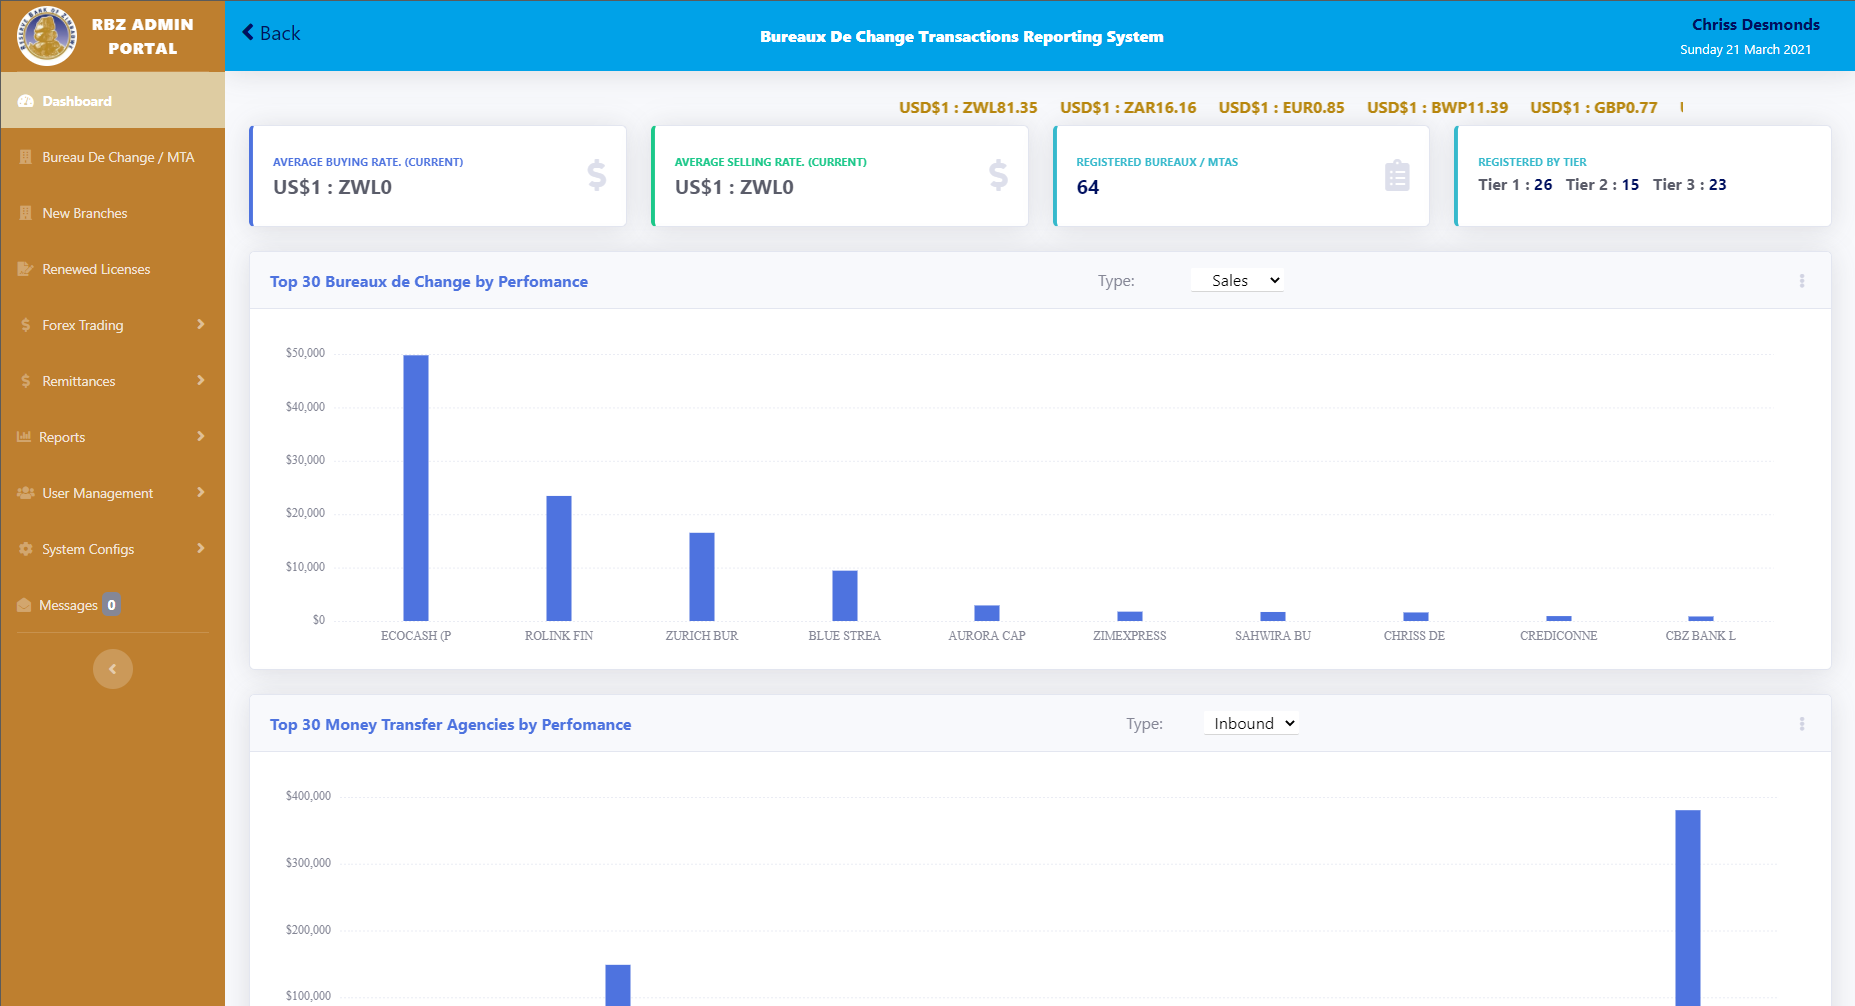 RESERVE BANK OF ZIMBABWE
RBZ ADMIN
PORTAL
Back
Bureaux De Change Transactions Reporting System
Chriss Desmonds
Sunday 21 March 2021
Dashboard
Bureau De Change / MTA
New Branches
Renewed Licenses
Forex Trading
Remittances
Reports
User Management
System Configs
Messages 0
USD$1 : ZWL81.35 USD$1 : ZAR16.16 USD$1 : EUR0.85 USD$1 : BWP11.39 USD$1 : GBP0.77
AVERAGE BUYING RATE. (CURRENT)
US$1 : ZWL0
$
AVERAGE SELLING RATE. (CURRENT)
US$1 : ZWL0
$
REGISTERED BUREAUX / MTAS
64
REGISTERED BY TIER
Tier 1 : 26 Tier 2 : 15 Tier 3 : 23
Top 30 Bureaux de Change by Perfomance
Type: Sales
$50,000
$40,000
$30,000
$20,000
$10,000
$0
ECOCASH (P ROLINK FIN ZURICH BUR BLUE STREA AURORA CAP ZIMEXPRESS SAHWIRA BU CHRISS DE CREDICONNE CBZ BANK L
Top 30 Money Transfer Agencies by Perfomance
Type: Inbound
$400,000
$300,000
$200,000
$100,000